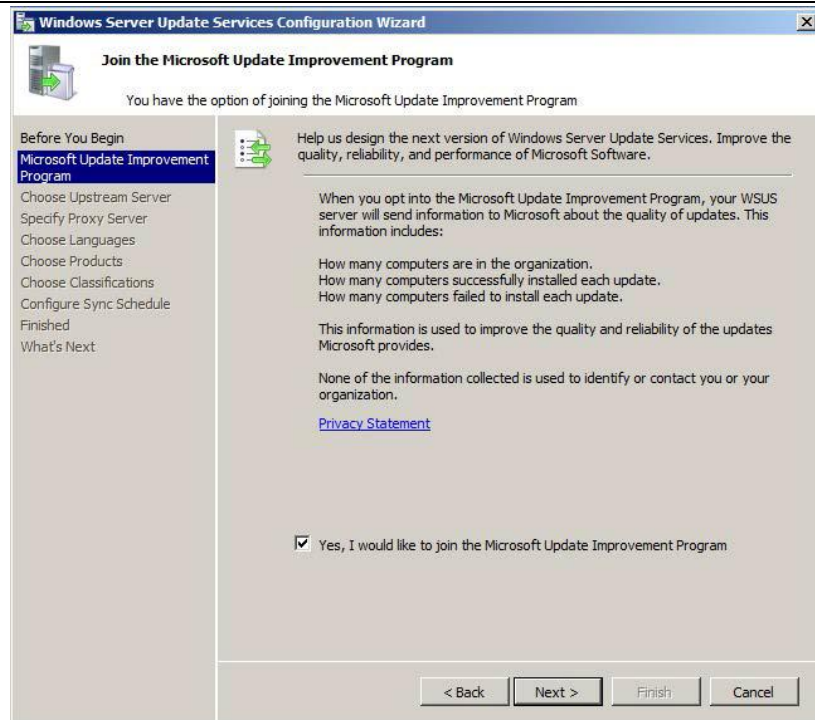 Windows Server Update Services Configuration Wizard
Join the Microsoft Update Improvement Program
You have the option of joining the Microsoft Update Improvement Program
Before You Begin
Microsoft Update Improvement
Program
Choose Upstream Server
Specify Proxy Server
Choose Languages
Choose Products
Choose Classifications
Configure Sync Schedule
Finished
What's Next
Help us design the next version of Windows Server Update Services. Improve the
quality, reliability, and performance of Microsoft Software.
When you opt into the Microsoft Update Improvement Program, your WSUS
server will send information to Microsoft about the quality of updates. This
information includes:
How many computers are in the organization.
How many computers successfully installed each update.
How many computers failed to install each update.
This information is used to improve the quality and reliability of the updates
Microsoft provides.
None of the information collected is used to identify or contact you or your
organization.
Privacy Statement
Yes, I would like to join the Microsoft Update Improvement Program
< Back
Next >
Finish
Cancel